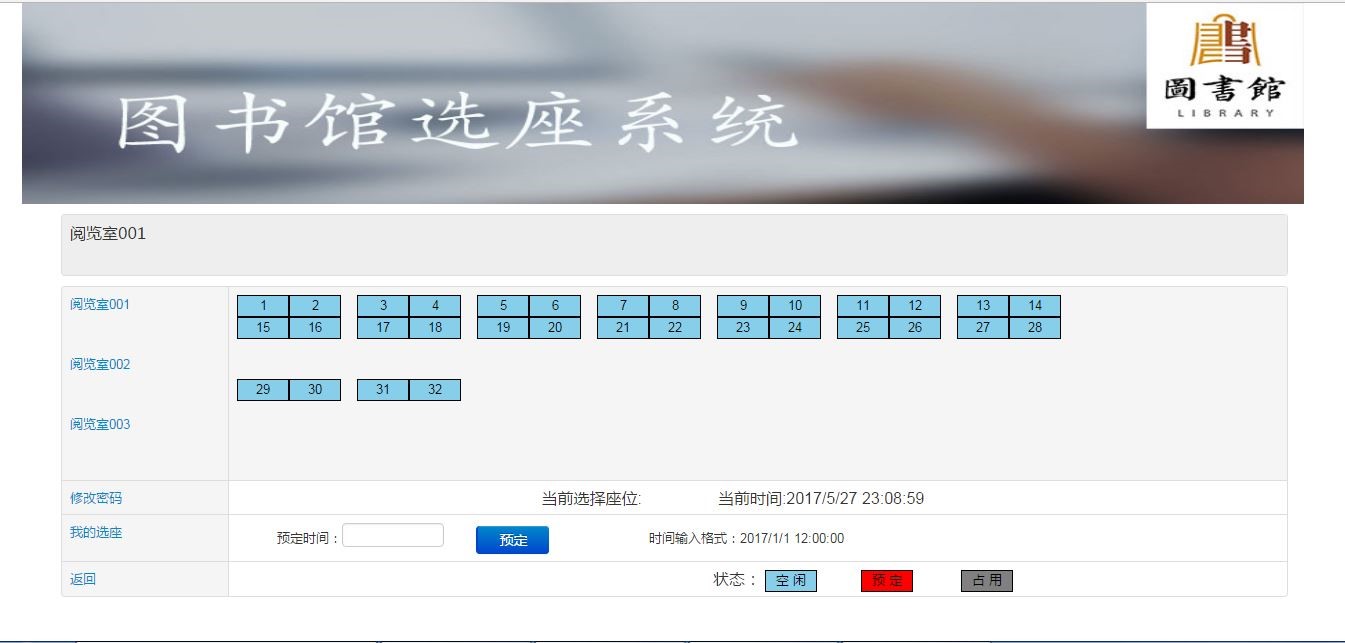 图书馆选座系统
圖書館
LIBRARY
阅览室001
阅览室001
1 2 3 4 5 6 7 8 9 10 11 12 13 14
15 16 17 18 19 20 21 22 23 24 25 26 27 28
阅览室002
29 30 31 32
阅览室003
修改密码 当前选择座位: 当前时间:2017/5/27 23:08:59
我的选座 预定时间： 预定 时间输入格式：2017/1/1 12:00:00
返回 状态： 空闲 预定 占用